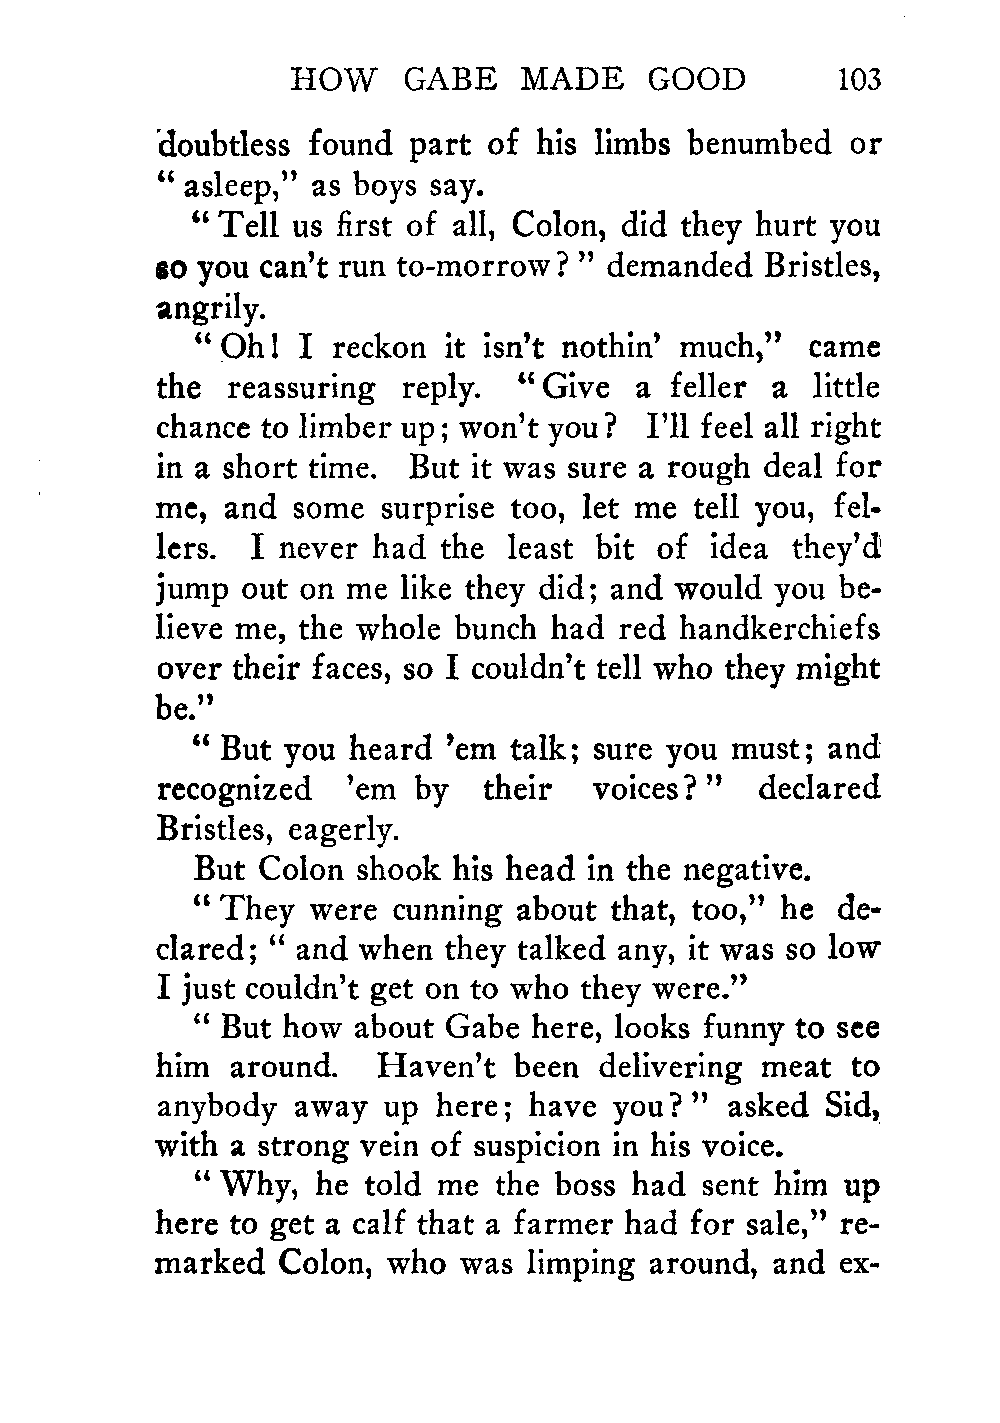 HOW GABE MADE GOOD 103
doubtless found part of his limbs benumbed or
" asleep," as boys say.
" Tell us first of all, Colon, did they hurt you
so you can't run to-morrow? " demanded Bristles,
angrily.
" Oh! I reckon it isn't nothin' much," came
the reassuring reply. " Give a feller a little
chance to limber up; won't you? I'll feel all right
in a short time. But it was sure a rough deal for
me, and some surprise too, let me tell you, fel-
lers. I never had the least bit of idea they'd
jump out on me like they did; and would you be-
lieve me, the whole bunch had red handkerchiefs
over their faces, so I couldn't tell who they might
be."
" But you heard 'em talk; sure you must; and
recognized 'em by their voices? " declared
Bristles, eagerly.
But Colon shook his head in the negative.
" They were cunning about that, too," he de-
clared; " and when they talked any, it was so low
I just couldn't get on to who they were."
" But how about Gabe here, looks funny to see
him around. Haven't been delivering meat to
anybody away up here; have you? " asked Sid,
with a strong vein of suspicion in his voice.
" Why, he told me the boss had sent him up
here to get a calf that a farmer had for sale," re-
marked Colon, who was limping around, and ex-